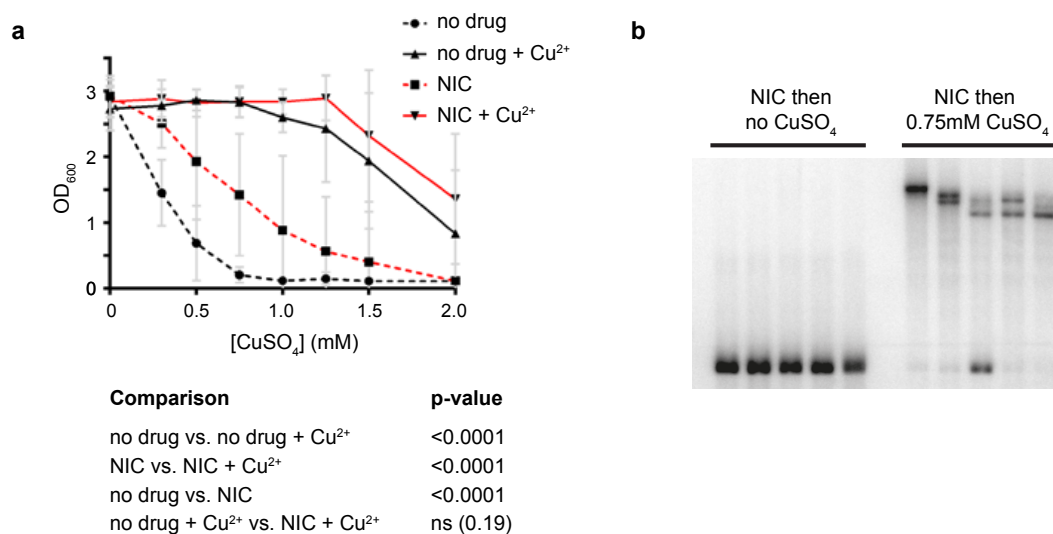 a
no drug
no drug + Cu²⁺
NIC
NIC + Cu²⁺
3
2
1
0
OD₆₀₀
0 0.5 1.0 1.5 2.0
[CuSO₄] (mM)
Comparison p-value
no drug vs. no drug + Cu²⁺ <0.0001
NIC vs. NIC + Cu²⁺ <0.0001
no drug vs. NIC <0.0001
no drug + Cu²⁺ vs. NIC + Cu²⁺ ns (0.19)
b
NIC then
no CuSO₄
NIC then
0.75mM CuSO₄